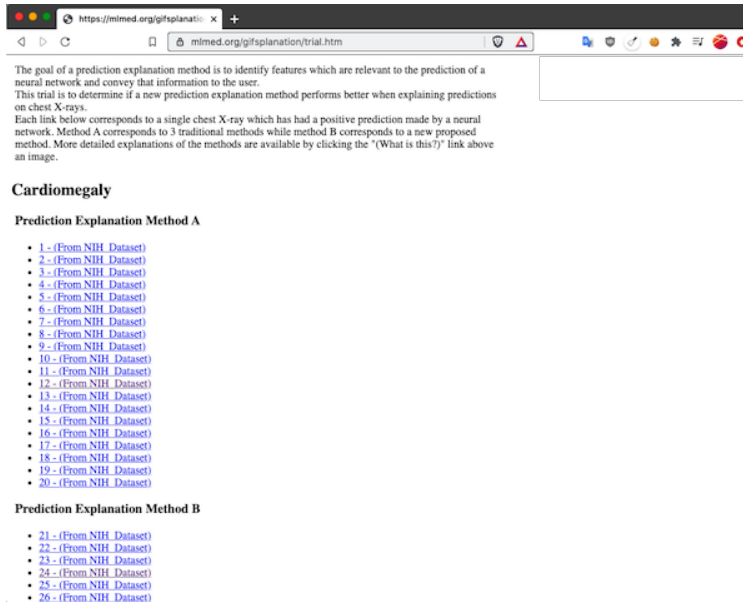 https://mlmed.org/gifsplanatio
mlmed.org/gifsplanation/trial.htm
The goal of a prediction explanation method is to identify features which are relevant to the prediction of a
neural network and convey that information to the user.
This trial is to determine if a new prediction explanation method performs better when explaining predictions
on chest X-rays.
Each link below corresponds to a single chest X-ray which has had a positive prediction made by a neural
network. Method A corresponds to 3 traditional methods while method B corresponds to a new proposed
method. More detailed explanations of the methods are available by clicking the "(What is this?)" link above
an image.
Cardiomegaly
Prediction Explanation Method A
1 - (From NIH_Dataset)
2 - (From NIH_Dataset)
3 - (From NIH_Dataset)
4 - (From NIH_Dataset)
5 - (From NIH_Dataset)
6 - (From NIH_Dataset)
7 - (From NIH_Dataset)
8 - (From NIH_Dataset)
9 - (From NIH_Dataset)
10 - (From NIH_Dataset)
11 - (From NIH_Dataset)
12 - (From NIH_Dataset)
13 - (From NIH_Dataset)
14 - (From NIH_Dataset)
15 - (From NIH_Dataset)
16 - (From NIH_Dataset)
17 - (From NIH_Dataset)
18 - (From NIH_Dataset)
19 - (From NIH_Dataset)
20 - (From NIH_Dataset)
Prediction Explanation Method B
21 - (From NIH_Dataset)
22 - (From NIH_Dataset)
23 - (From NIH_Dataset)
24 - (From NIH_Dataset)
25 - (From NIH_Dataset)
26 - (From NIH_Dataset)